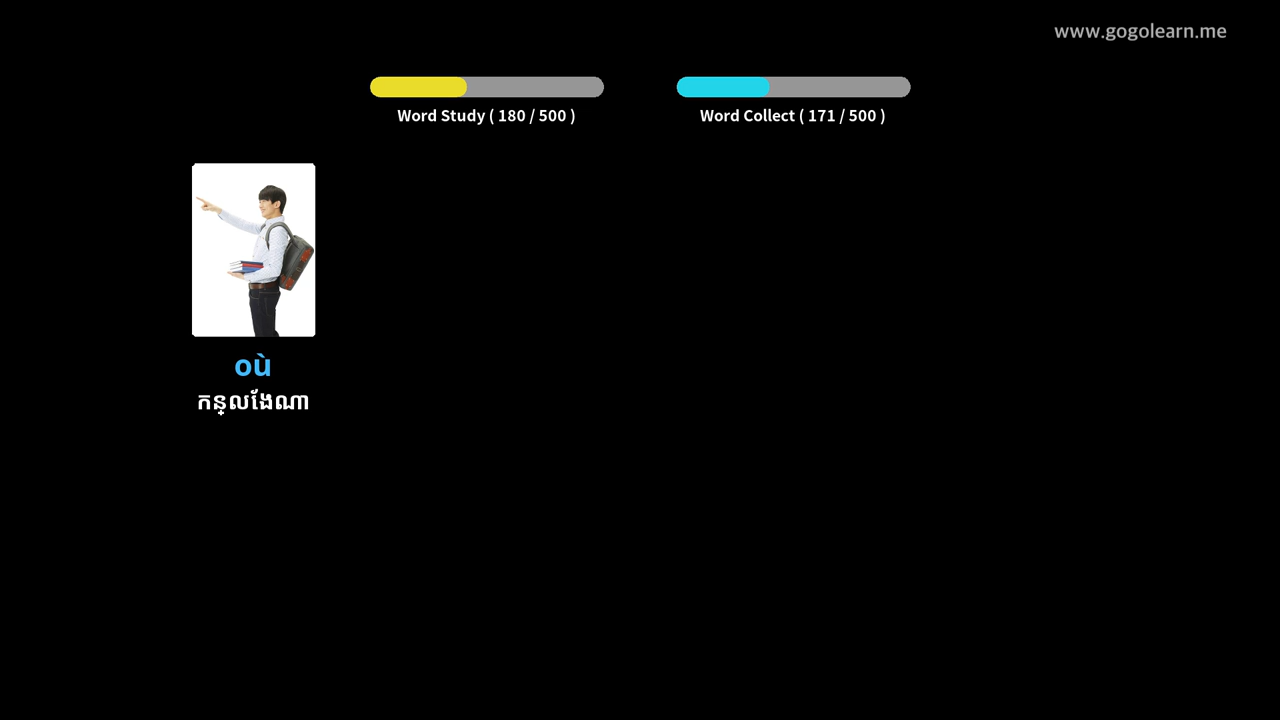 www.gogolearn.me
Word Study ( 180 / 500 )
Word Collect ( 171 / 500 )
où
កន្លងែណា